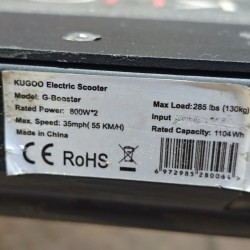 KUGOO Electric Scooter
Model: G-Booster
Rated Power: 800W*2
Max. Speed: 35mph( 55 KM/H)
Made in China
Max Load:285 lbs (130kg)
Input
Rated Capacity: 1104Wh
CE RoHS
6972985280064